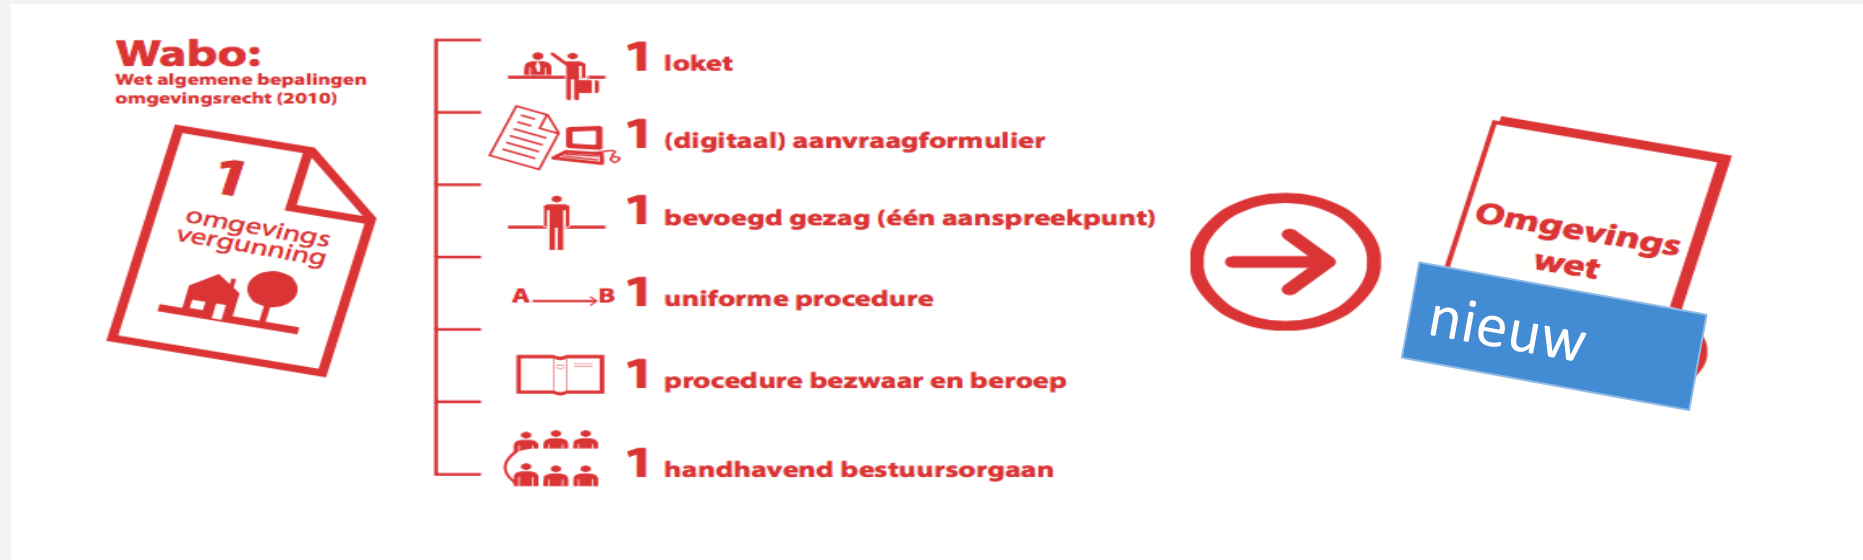 Wabo:
Wet algemene bepalingen
omgevingsrecht (2010)
1
omgevings
vergunning
1 loket
1 (digitaal) aanvraagformulier
1 bevoegd gezag (één aanspreekpunt)
A B 1 uniforme procedure
1 procedure bezwaar en beroep
1 handhavend bestuursorgaan
Omgevings
wet
nieuw